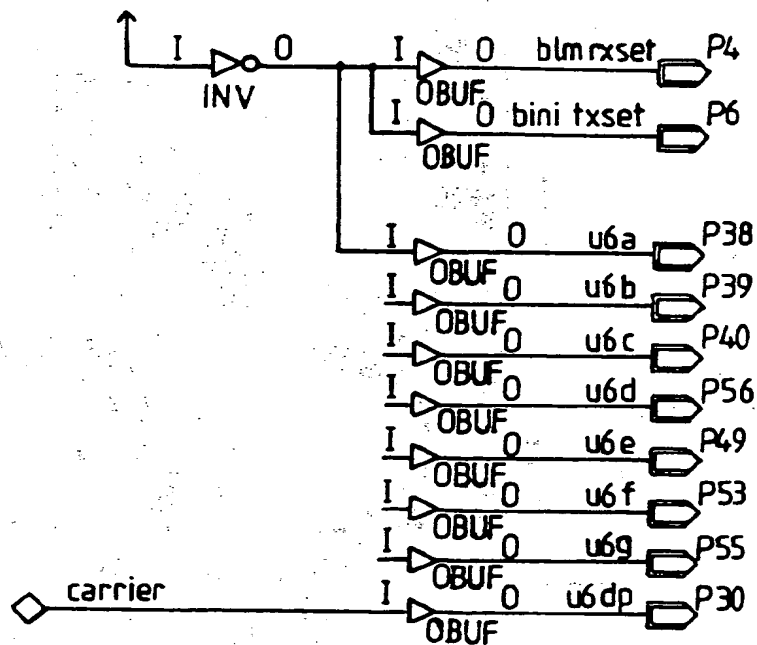 I O I O blmrxset P4
INV OBUF
I O bini txset P6
OBUF
I O u6a P38
OBUF
I O u6b P39
OBUF
I O u6c P40
OBUF
I O u6d P56
OBUF
I O u6e P49
OBUF
I O u6f P53
OBUF
I O u6g P55
OBUF
carrier I O u6dp P30
OBUF